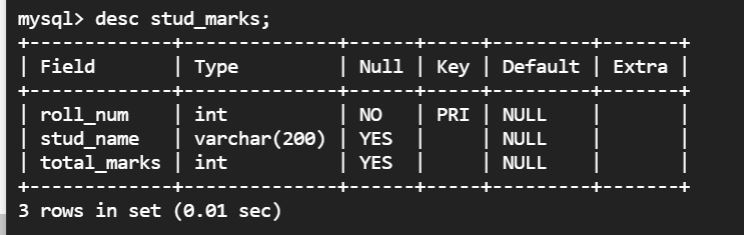 mysql> desc stud_marks;
+-------------+--------------+------+-----+---------+-------+
| Field       | Type         | Null | Key | Default | Extra |
+-------------+--------------+------+-----+---------+-------+
| roll_num    | int          | NO   | PRI | NULL    |       |
| stud_name   | varchar(200) | YES  |     | NULL    |       |
| total_marks | int          | YES  |     | NULL    |       |
+-------------+--------------+------+-----+---------+-------+
3 rows in set (0.01 sec)